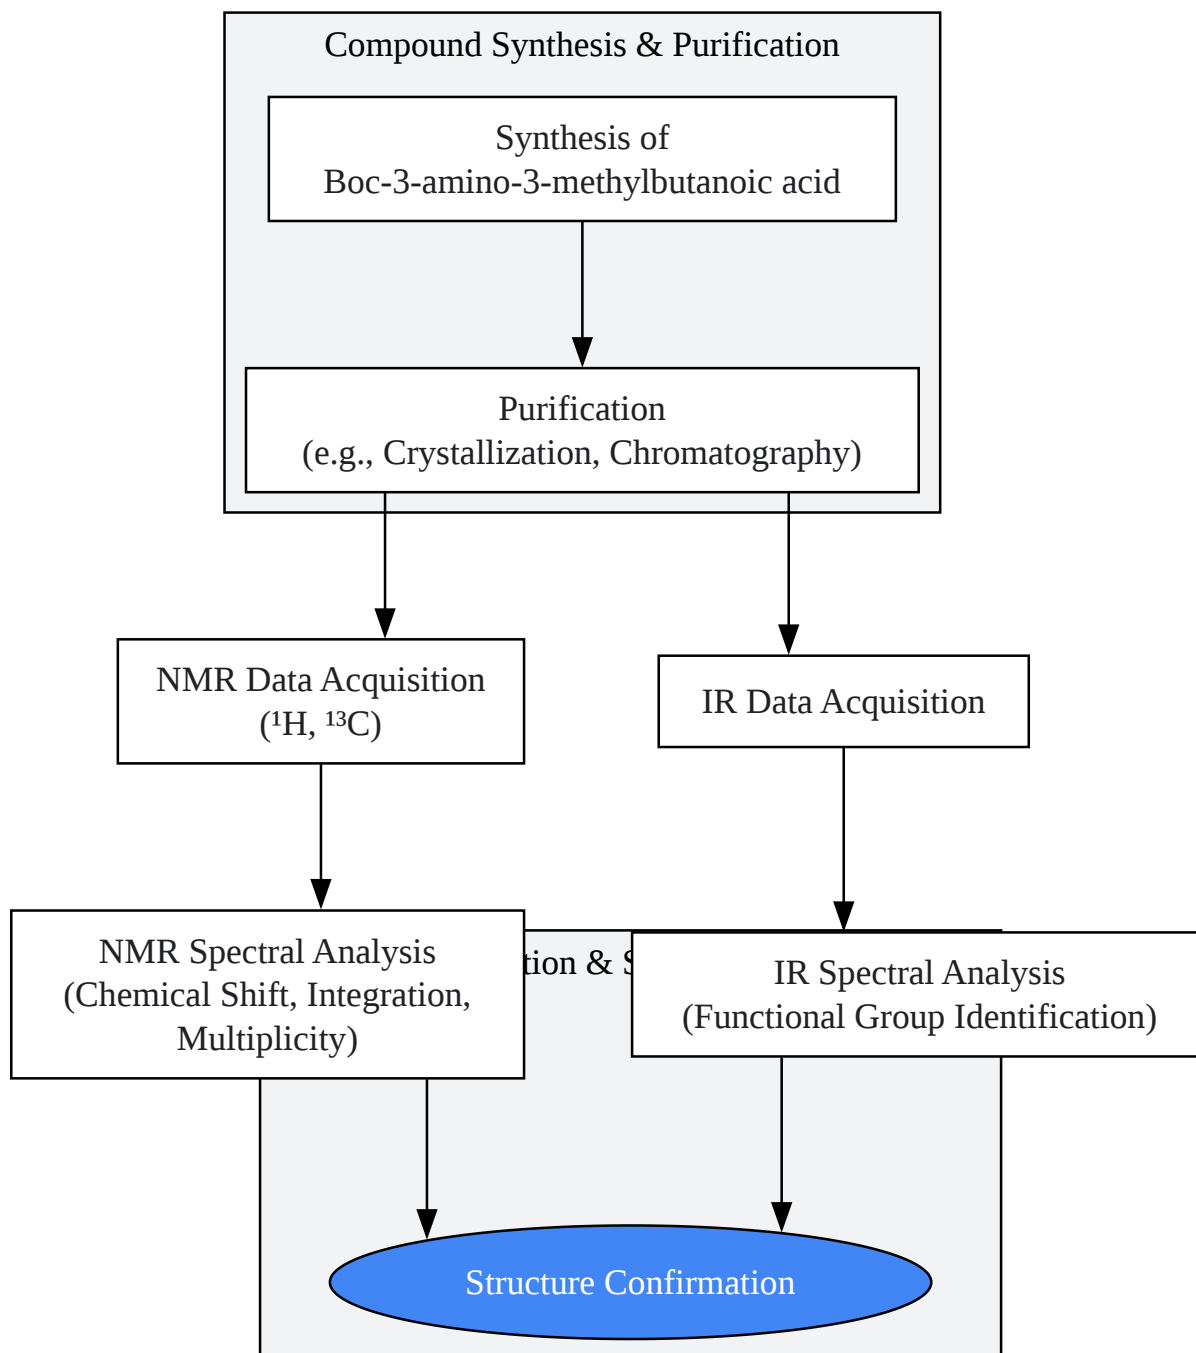 Compound Synthesis & Purification
Synthesis of
Boc-3-amino-3-methylbutanoic acid
Purification
(e.g., Crystallization, Chromatography)
NMR Data Acquisition
(¹H, ¹³C)
IR Data Acquisition
NMR Spectral Analysis
(Chemical Shift, Integration,
Multiplicity)
&
IR Spectral Analysis
(Functional Group Identification)
Structure Confirmation